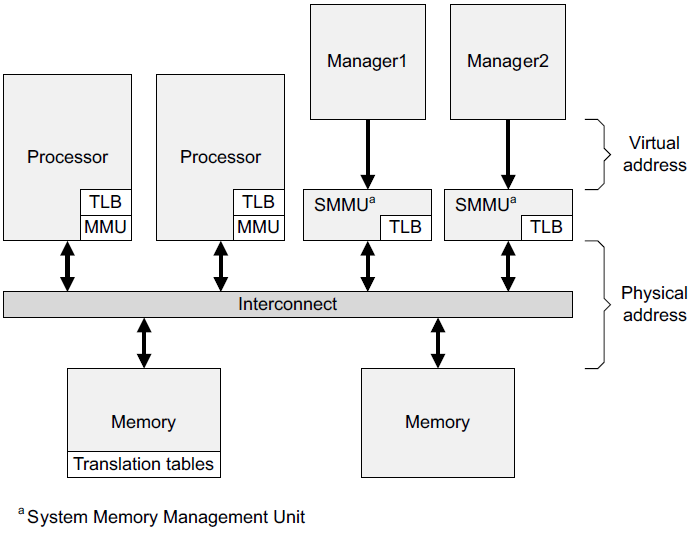 Manager1
Manager2
Processor
Processor
Virtual
address
TLB
MMU
TLB
MMU
SMMUa
TLB
SMMUa
TLB
Interconnect
Physical
address
Memory
Translation tables
Memory
a System Memory Management Unit